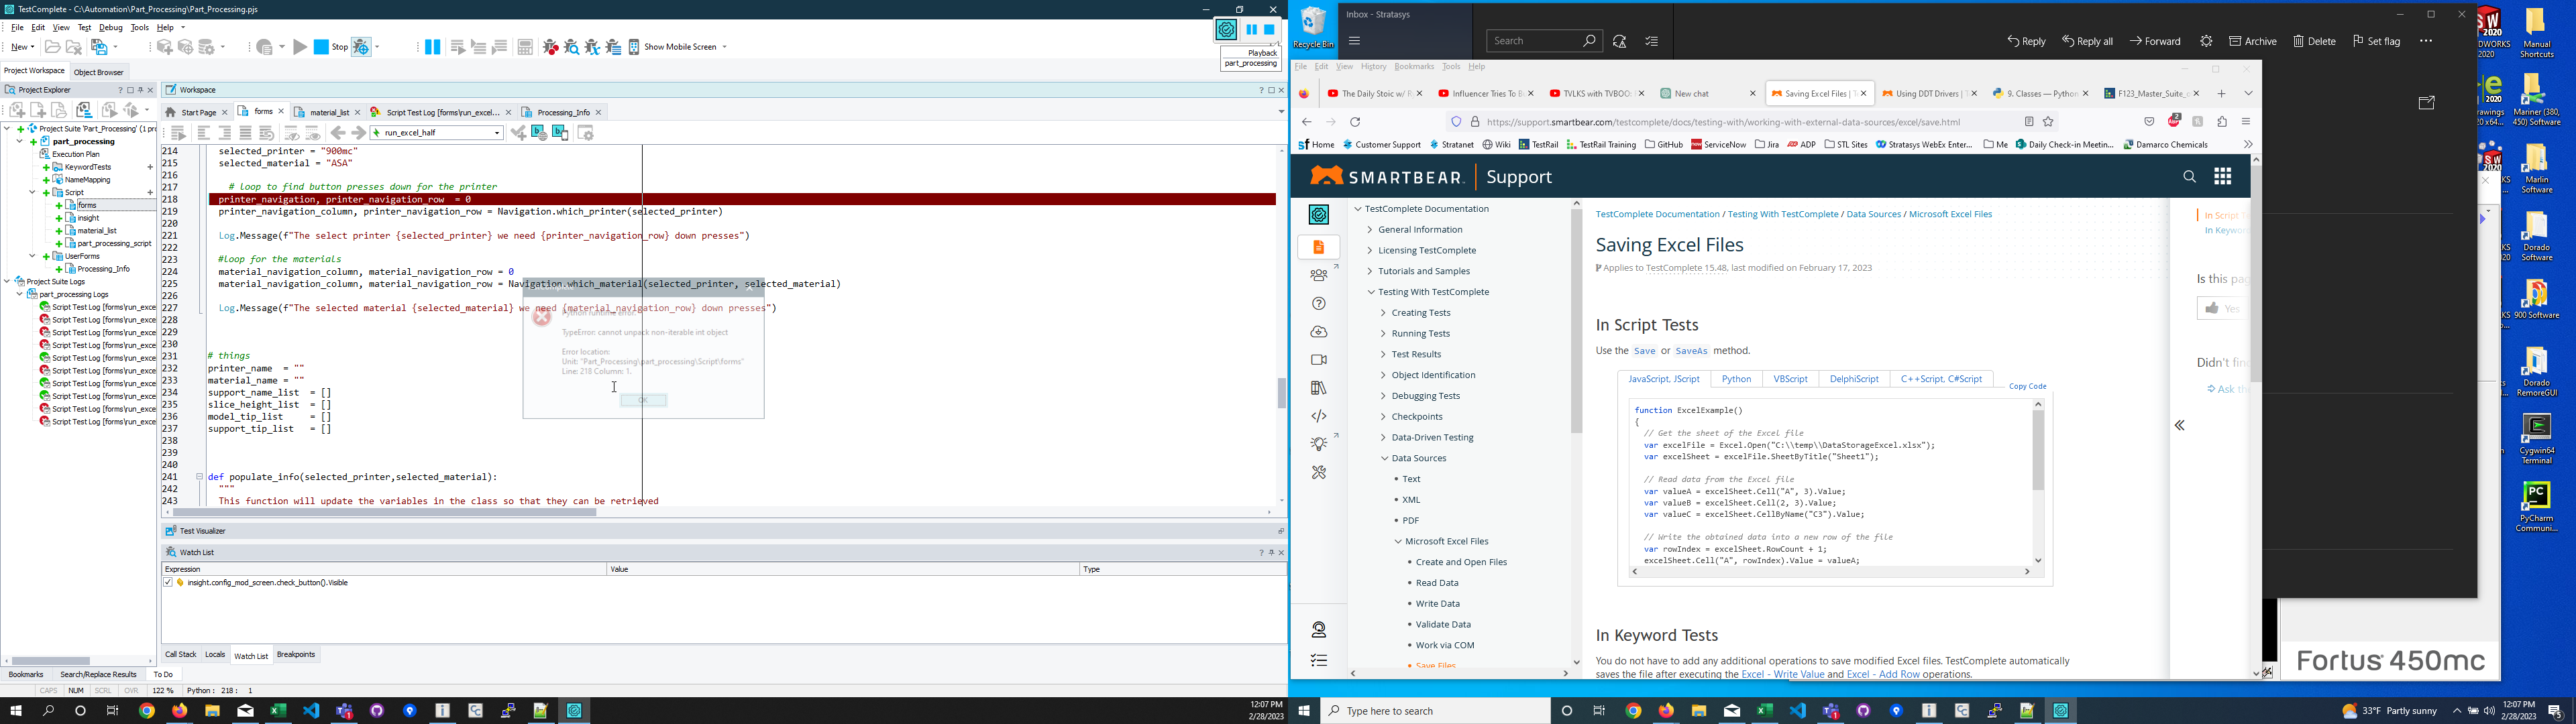 TestComplete - C:\Automation\Part_Processing\Part_Processing.pjs
File Edit View Test Debug Tools Help
New
Stop
Show Mobile Screen
Playback
part_processing
Project Workspace Object Browser
Project Explorer
Project Suite 'Part_Processing' (1 pr
part_processing
Execution Plan
KeywordTests
NameMapping
Script
forms
insight
material_list
part_processing_script
UserForms
Processing_Info
Project Suite Logs
part_processing Logs
Script Test Log [forms\run_exce
Script Test Log [forms\run_exce
Script Test Log [forms\run_exce
Script Test Log [forms\run_exce
Script Test Log [forms\run_exce
Script Test Log [forms\run_exce
Script Test Log [forms\run_exce
Script Test Log [forms\run_exce
Script Test Log [forms\run_exce
Script Test Log [forms\run_exce
Workspace
Start Page forms material_list Script Test Log [forms\run_excel... Processing_Info
run_excel_half
214 selected_printer = "900mc"
215 selected_material = "ASA"
216
217 # loop to find button presses down for the printer
218 printer_navigation, printer_navigation_row = 0
219 printer_navigation_column, printer_navigation_row = Navigation.which_printer(selected_printer)
220
221 Log.Message(f"The select printer {selected_printer} we need {printer_navigation_row} down presses")
222
223 #loop for the materials
224 material_navigation_column, material_navigation_row = 0
225 material_navigation_column, material_navigation_row = Navigation.which_material(selected_printer, selected_material)
226
227 Log.Message(f"The selected material {selected_material} we need {material_navigation_row} down presses")
228
229
230
231 # things
232 printer_name = ""
233 material_name = ""
234 support_name_list = []
235 slice_height_list = []
236 model_tip_list = []
237 support_tip_list = []
238
239
240
241 def populate_info(selected_printer,selected_material):
242 """
243 This function will update the variables in the class so that they can be retrieved
Python runtime error.
TypeError: cannot unpack non-iterable int object
Error location:
Unit: "Part_Processing\part_processing\Script\forms"
Line: 218 Column: 1.
OK
Test Visualizer
Watch List
Expression Value Type
insight.config_mod_screen.check_button().Visible
Call Stack Locals Watch List Breakpoints
Bookmarks Search/Replace Results To Do
CAPS NUM SCRL OVR 122 % Python : 218 : 1
12:07 PM
2/28/2023
Recycle Bin
Inbox - Stratasys
Search
Reply Reply all Forward Archive Delete Set flag
File Edit View History Bookmarks Tools Help
The Daily Stoic w/ R
Influencer Tries To B
TVLKS with TVBOO:
New chat
Saving Excel Files | T
Using DDT Drivers | T
9. Classes — Python
F123_Master_Suite_
https://support.smartbear.com/testcomplete/docs/testing-with/working-with-external-data-sources/excel/save.html
Home Customer Support Stratanet Wiki TestRail TestRail Training GitHub ServiceNow Jira ADP STL Sites Stratasys WebEx Enter... Me Daily Check-in Meetin... Damarco Chemicals
SMARTBEAR Support
TestComplete Documentation
General Information
Licensing TestComplete
Tutorials and Samples
Testing With TestComplete
Creating Tests
Running Tests
Test Results
Object Identification
Debugging Tests
Checkpoints
Data-Driven Testing
Data Sources
Text
XML
PDF
Microsoft Excel Files
Create and Open Files
Read Data
Write Data
Validate Data
Work via COM
Save Files
TestComplete Documentation / Testing With TestComplete / Data Sources / Microsoft Excel Files
Saving Excel Files
Applies to TestComplete 15.48, last modified on February 17, 2023
In Script Tests
Use the Save or SaveAs method.
JavaScript, JScript Python VBScript DelphiScript C++Script, C#Script
Copy Code
function ExcelExample()
{
// Get the sheet of the Excel file
var excelFile = Excel.Open("C:\\temp\\DataStorageExcel.xlsx");
var excelSheet = excelFile.SheetByTitle("Sheet1");
// Read data from the Excel file
var valueA = excelSheet.Cell("A", 3).Value;
var valueB = excelSheet.Cell(2, 3).Value;
var valueC = excelSheet.CellByName("C3").Value;
// Write the obtained data into a new row of the file
var rowIndex = excelSheet.RowCount + 1;
excelSheet.Cell("A", rowIndex).Value = valueA;
In Keyword Tests
You do not have to add any additional operations to save modified Excel files. TestComplete automatically
saves the file after executing the Excel - Write Value and Excel - Add Row operations.
In Script
In Keywor
Is this pag
Yes
Didn't fin
Ask th
Manual Shortcuts
Mariner (380, 450) Software
Marlin Software
Dorado Software
900 Software
Dorado RemoreGUI
Cygwin64 Terminal
PyCharm Communi...
Fortus 450mc
Type here to search
33°F Partly sunny
12:07 PM
2/28/2023